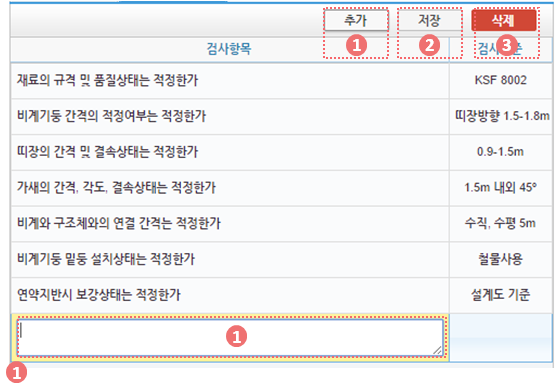 추가 저장 삭제
1 2 3
검사항목 검사 준
재료의 규격 및 품질상태는 적정한가 KSF 8002
비계기둥 간격의 적정여부는 적정한가 띠장방향 1.5-1.8m
띠장의 간격 및 결속상태는 적정한가 0.9-1.5m
가새의 간격, 각도, 결속상태는 적정한가 1.5m 내외 45º
비계와 구조체와의 연결 간격는 적정한가 수직, 수평 5m
비계기둥 밑둥 설치상태는 적정한가 철물사용
연약지반시 보강상태는 적정한가 설계도 기준
1
1